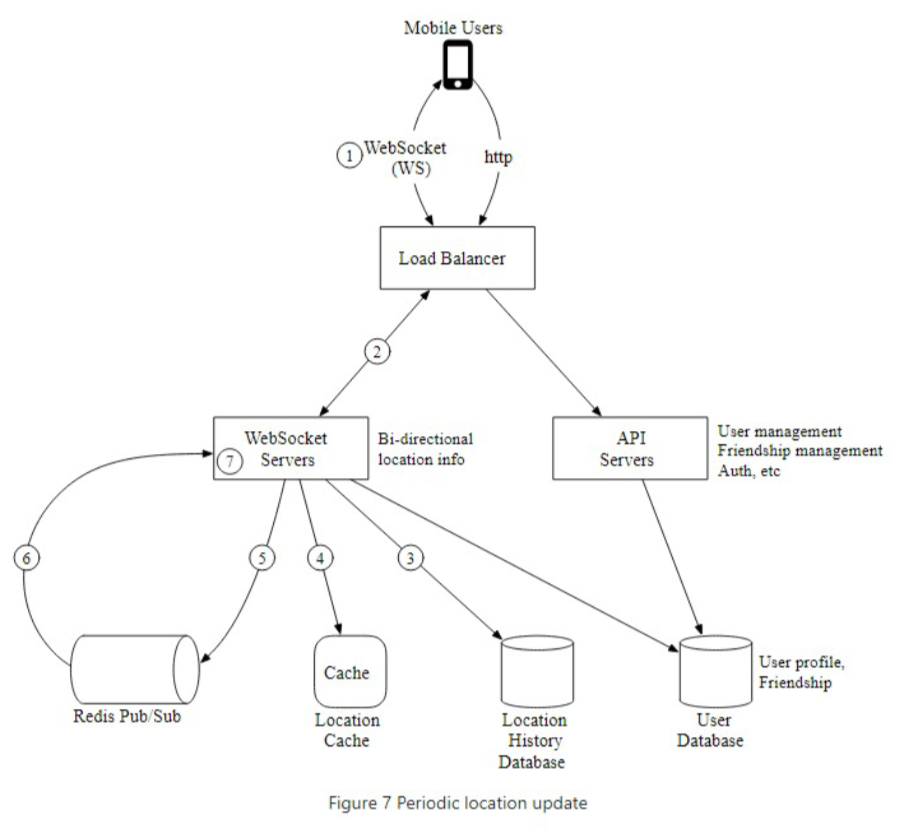 Mobile Users
1
WebSocket
(WS)
http
Load Balancer
2
WebSocket
Servers
7
Bi-directional
location info
API
Servers
User management
Friendship management
Auth, etc
6
5
4
3
Redis Pub/Sub
Cache
Location
Cache
Location
History
Database
User profile,
Friendship
User
Database
Figure 7 Periodic location update